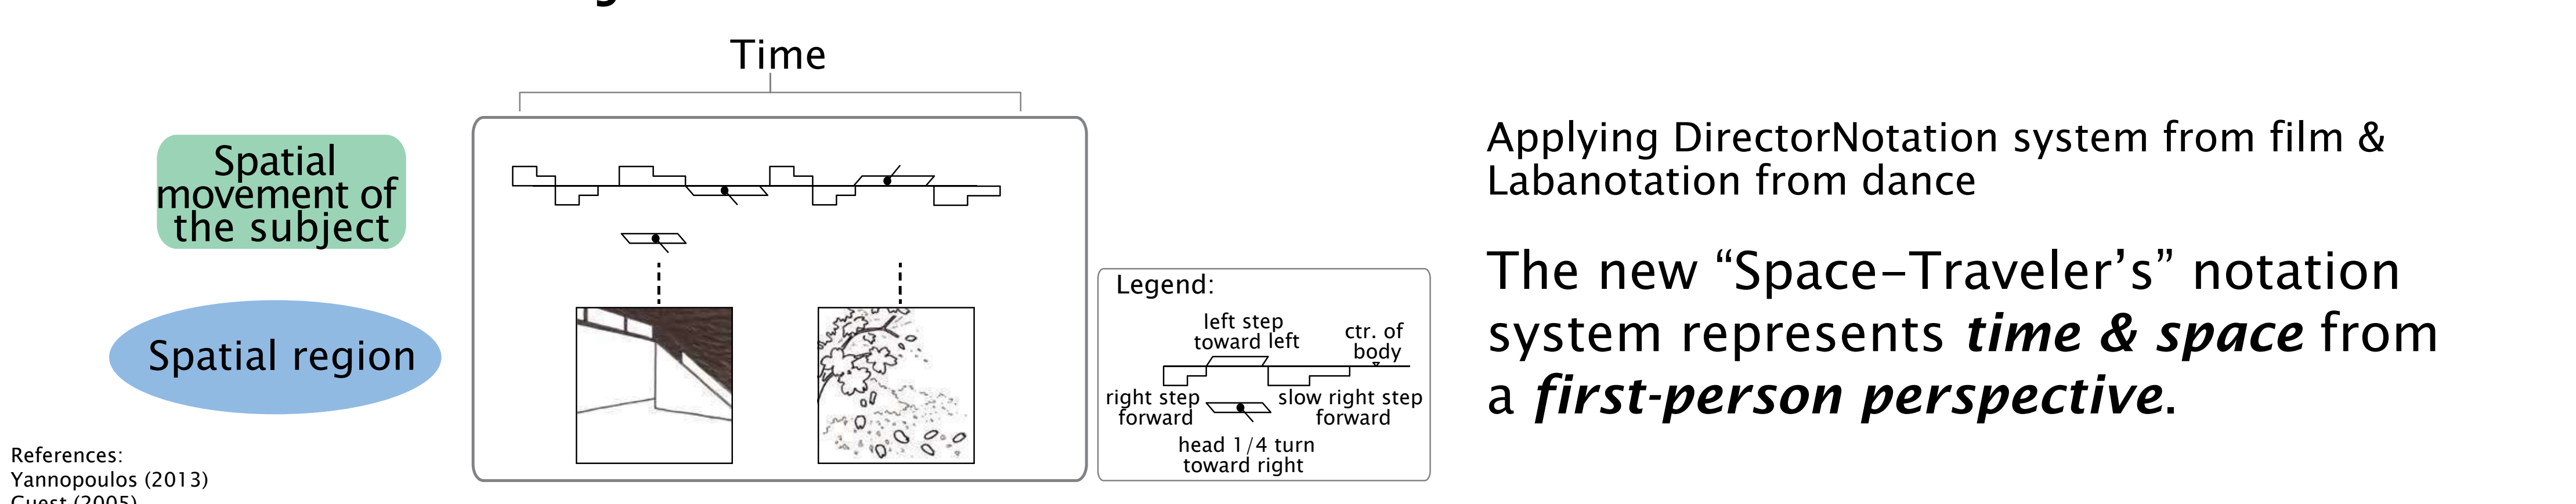 Time
Spatial
movement of
the subject
Spatial region
Legend:
left step
toward left
ctr. of
body
right step
forward
slow right step
forward
head 1/4 turn
toward right
Applying DirectorNotation system from film &
Labanotation from dance
The new “Space–Traveler’s” notation
system represents time & space from
a first-person perspective.
References:
Yannopoulos (2013)
Guest (2005)